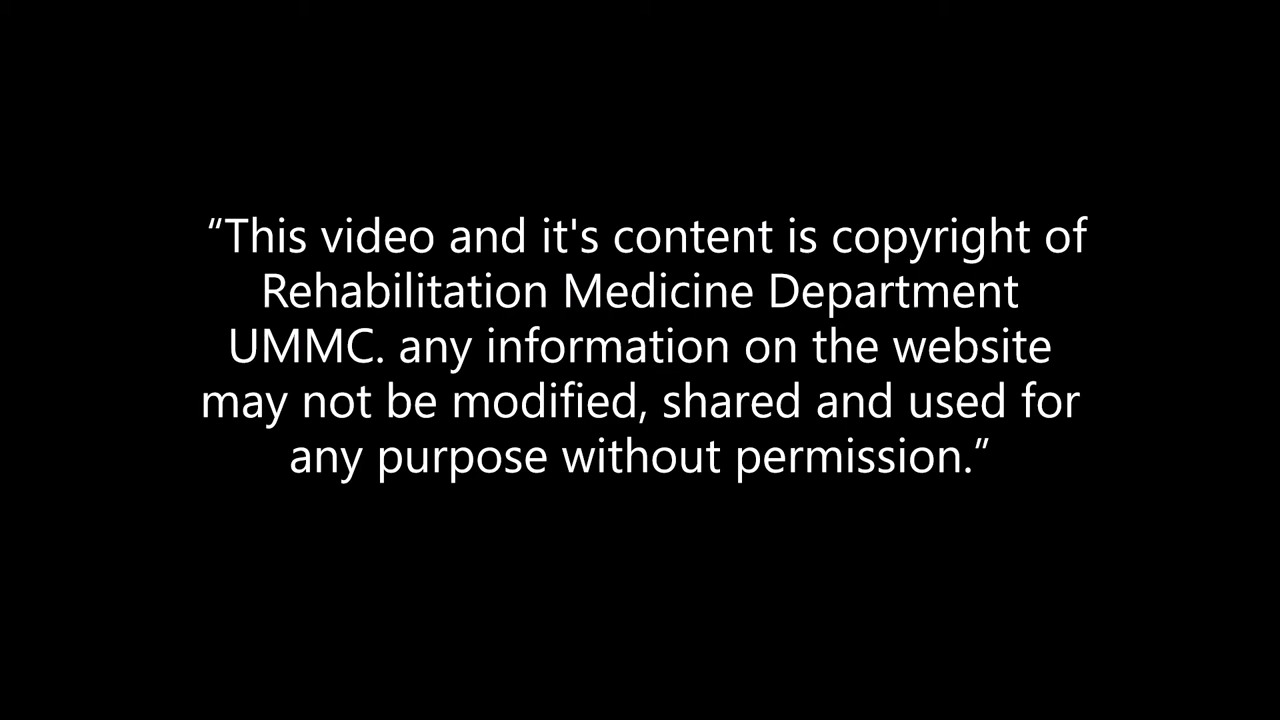 “This video and it's content is copyright of
Rehabilitation Medicine Department
UMMC. any information on the website
may not be modified, shared and used for
any purpose without permission.”